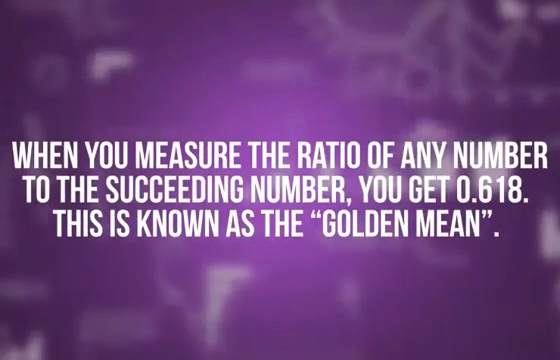 WHEN YOU MEASURE THE RATIO OF ANY NUMBER
TO THE SUCCEEDING NUMBER, YOU GET 0.618.
THIS IS KNOWN AS THE “GOLDEN MEAN”.